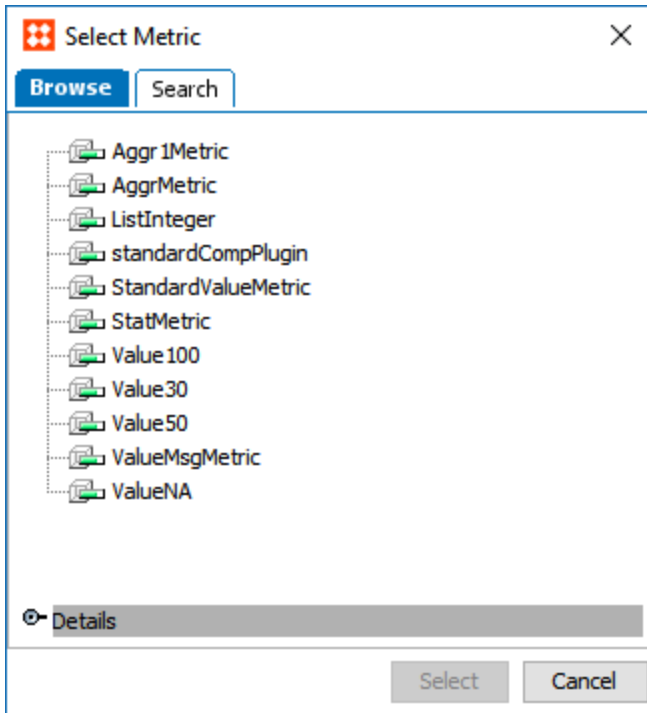 Select Metric
Browse
Search
Aggr1Metric
AggrMetric
ListInteger
standardCompPlugin
StandardValueMetric
StatMetric
Value100
Value30
Value50
ValueMsgMetric
ValueNA
Details
Select
Cancel